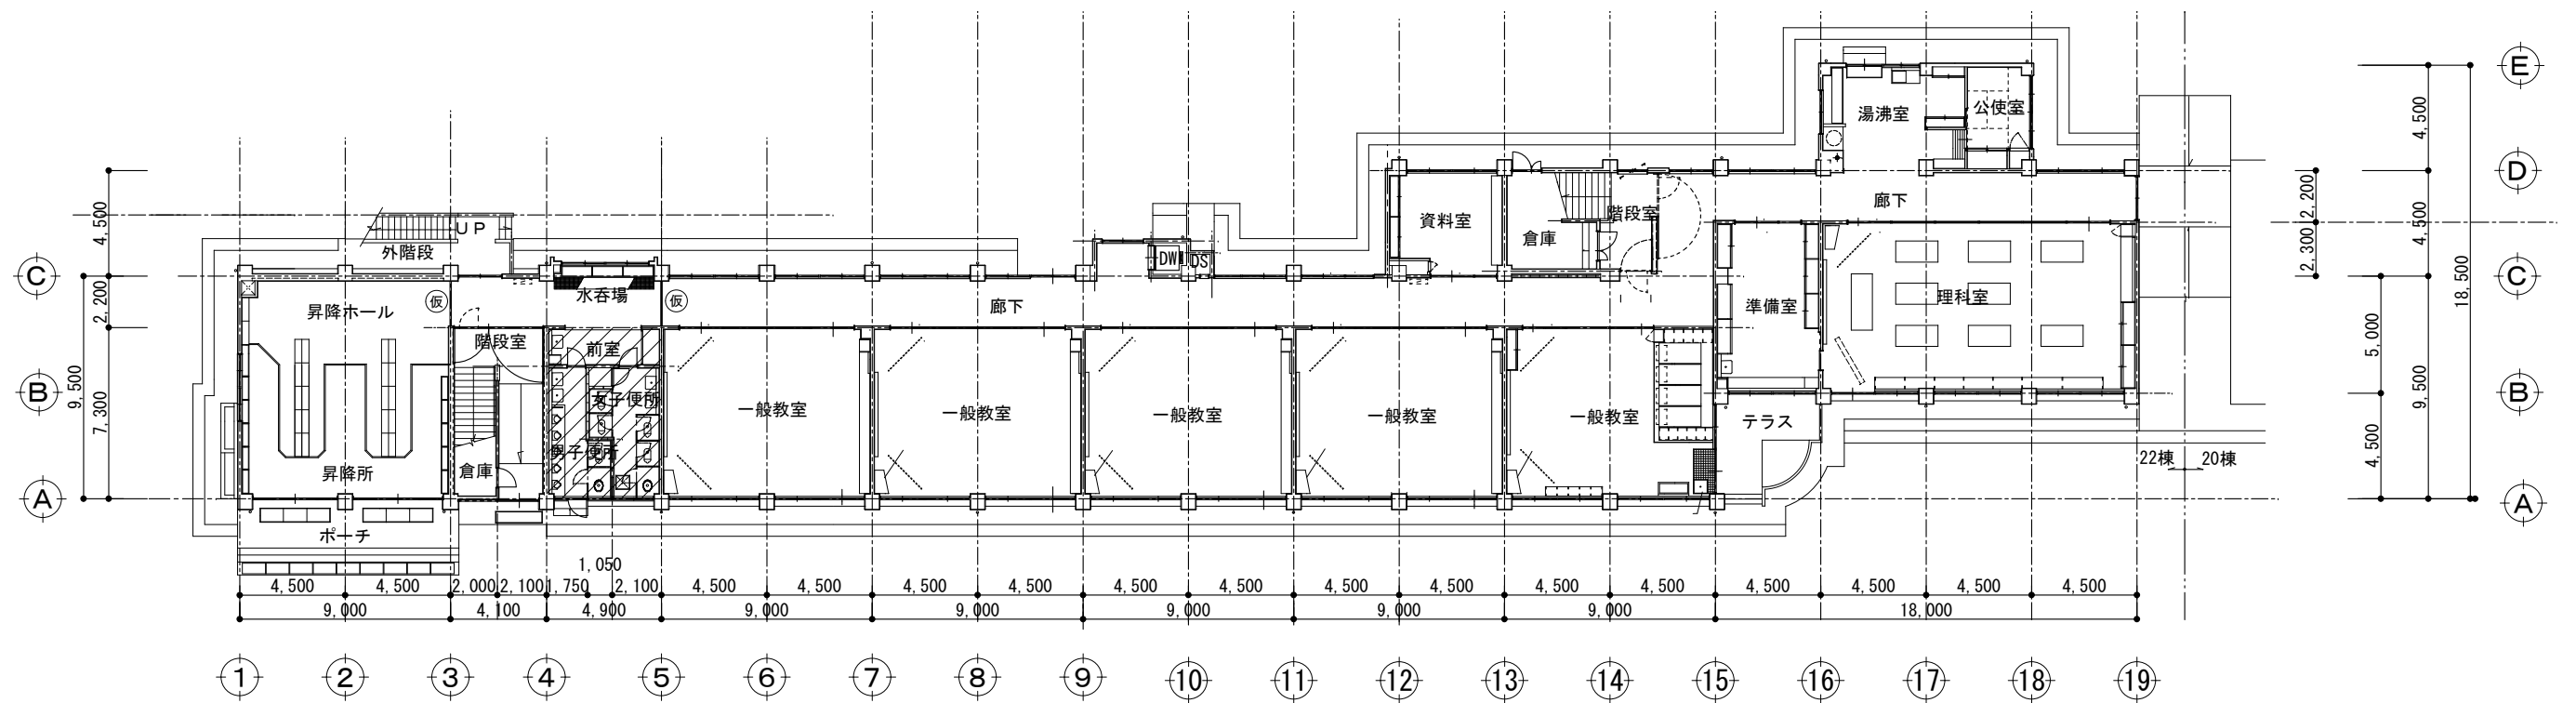 E
4,500
湯沸室
公使室
D
2,200
4,500
廊下
4,500
UP
外階段
資料室
倉庫
階段室
DW
DS
2,300
4,500
18,500
C
C
水呑場
仮
仮
昇降ホール
廊下
準備室
理科室
2,200
階段室
前室
5,000
9,500
B
B
9,500
7,300
女子便所
一般教室
一般教室
一般教室
一般教室
一般教室
テラス
男子便所
倉庫
昇降所
4,500
22棟
20棟
A
A
ポーチ
1,050
4,500 4,500 2,000 2,100 1,750 2,100 4,500 4,500 4,500 4,500 4,500 4,500 4,500 4,500 4,500 4,500 4,500 4,500 4,500 4,500
9,000 4,100 4,900 9,000 9,000 9,000 9,000 9,000 18,000
1 2 3 4 5 6 7 8 9 10 11 12 13 14 15 16 17 18 19